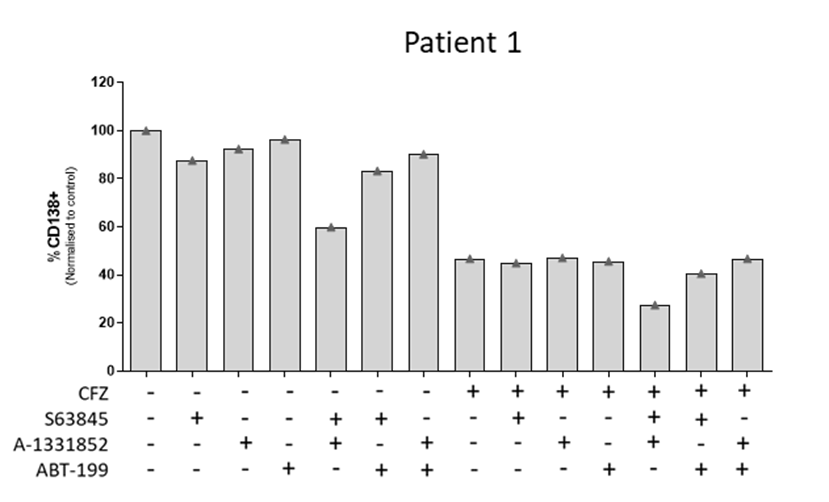 Patient 1
120
100
80
60
40
20
0
%CD138+
(Normalised to control)
CFZ - - - - - - - + + + + + + +
S63845 - + - - + + - - + - - + + -
A-1331852 - - + - + - + - - + - + - +
ABT-199 - - - + - + + - - - + - + +